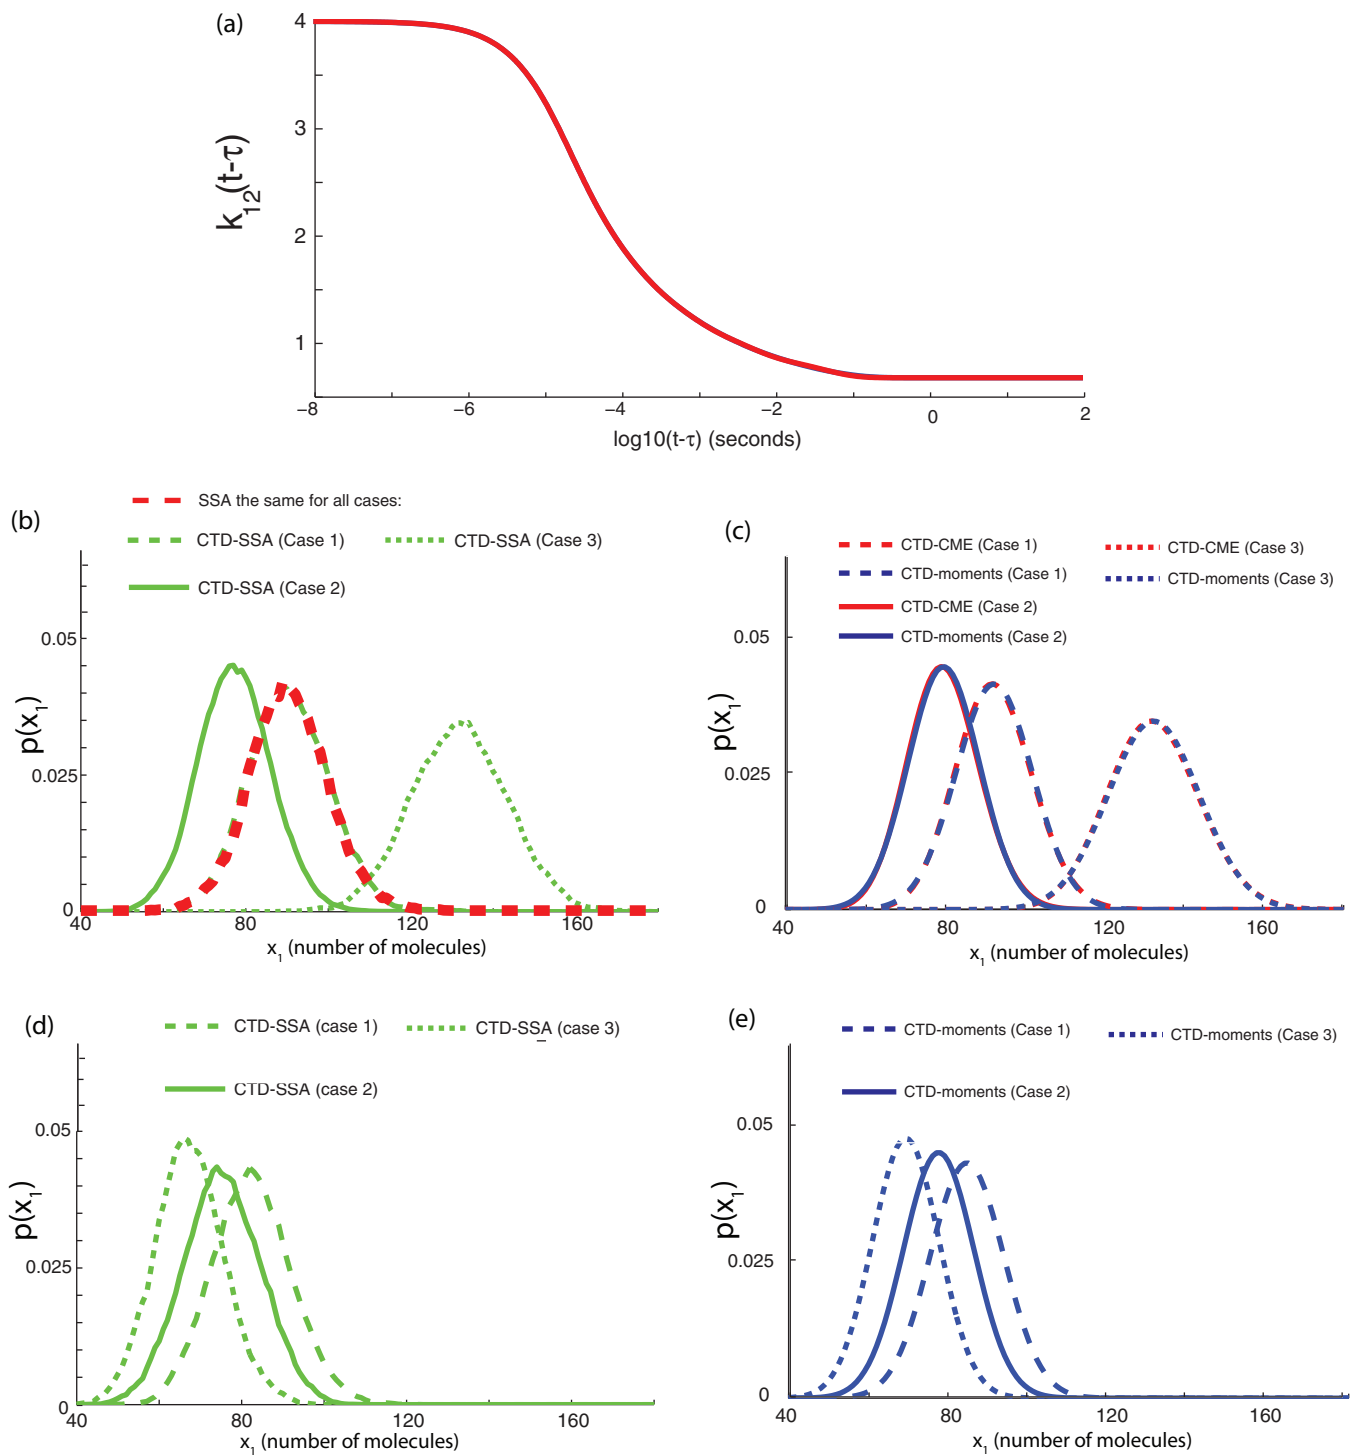 (a)
4
3
2
1
k12(t-τ)
−8 −6 −4 −2 0 2
log10(t-τ) (seconds)
(b)
SSA the same for all cases:
CTD-SSA (Case 1) CTD-SSA (Case 3)
CTD-SSA (Case 2)
0.05
0.025
0
p(x1)
40 80 120 160
x1 (number of molecules)
(c)
CTD-CME (Case 1) CTD-CME (Case 3)
CTD-moments (Case 1) CTD-moments (Case 3)
CTD-CME (Case 2)
CTD-moments (Case 2)
0.05
0.025
0
p(x1)
40 80 120 160
x1 (number of molecules)
(d)
CTD-SSA (case 1) CTD-SSA (case 3)
CTD-SSA (case 2)
0.05
0.025
0
p(x1)
40 80 120 160
x1 (number of molecules)
(e)
CTD-moments (Case 1) CTD-moments (Case 3)
CTD-moments (Case 2)
0.05
0.025
0
p(x1)
40 80 120 160
x1 (number of molecules)